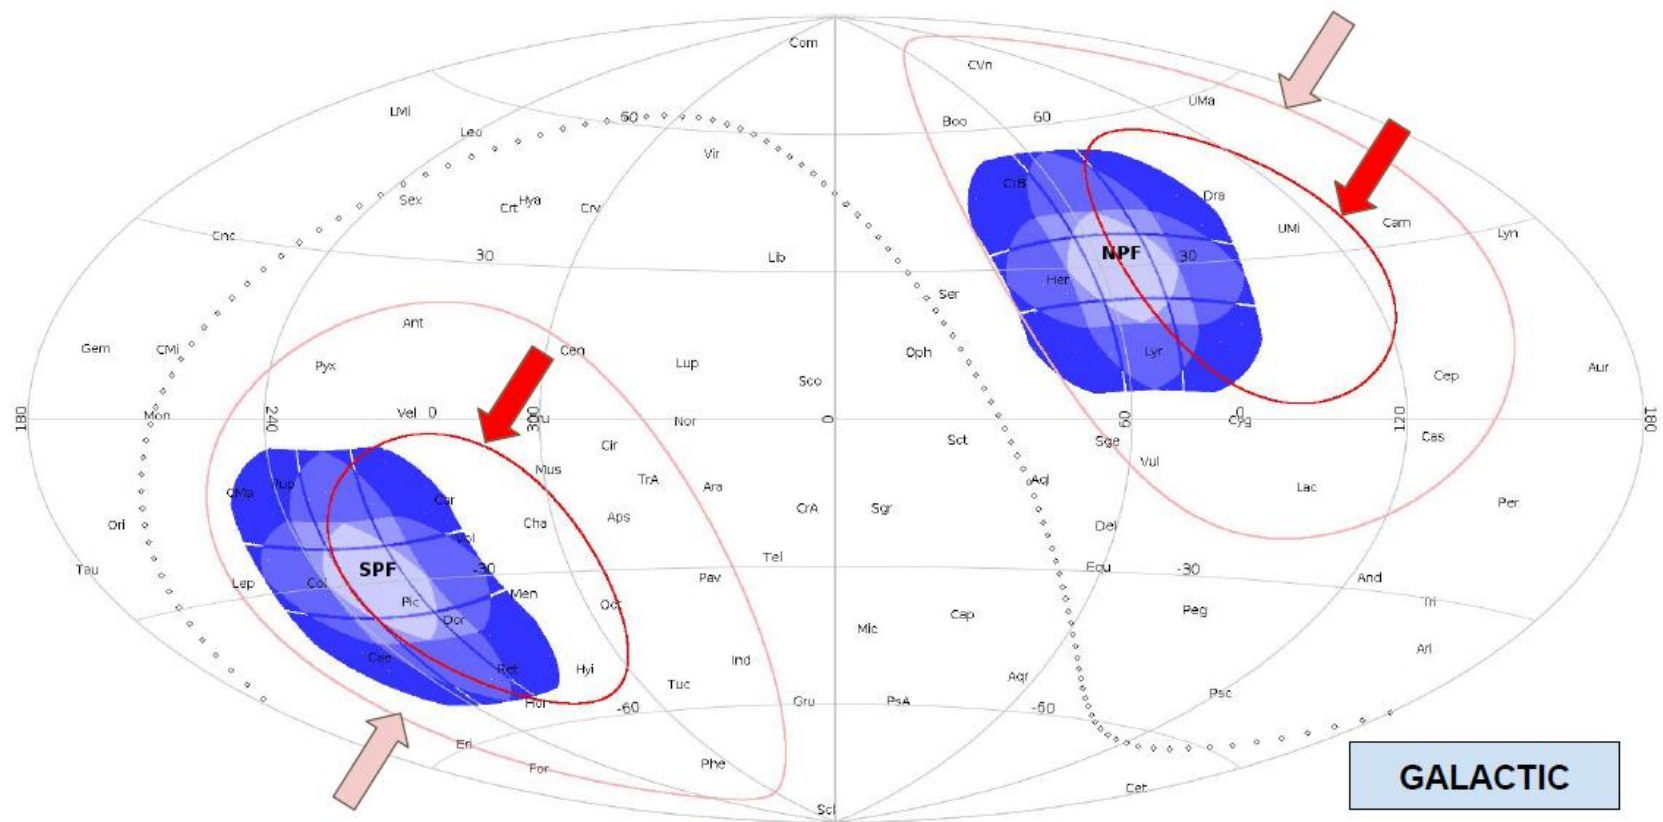 Com
CVn
UMa
LMi
60
60
Boo
Leo
Vir
CrB
Dra
Sex
Crt
Hya
Crv
Cam
UMi
Cnc
Lyn
30
Lib
NPF
30
Her
Ser
Ant
Gem
CMi
Cen
Oph
Lyr
Pyx
Lup
Aur
Sco
Cep
180
Mon
240
Vel
0
300
Nor
0
60
0
120
180
Cir
Sct
Sge
Cas
Mus
Vul
TrA
Ara
Aql
CMa
Pup
Car
Lac
Per
CrA
Sgr
Ori
Cha
Aps
Del
Vol
Tel
Tau
SPF
-30
Equ
-30
And
Lep
Col
Pav
Pic
Men
Oct
Peg
Tri
Dor
Cap
Mic
Cae
Ret
Hyi
Ind
Ari
Tuc
Aqr
Psc
Hor
-60
Gru
PsA
-60
Eri
For
Phe
GALACTIC
Scl
Cet